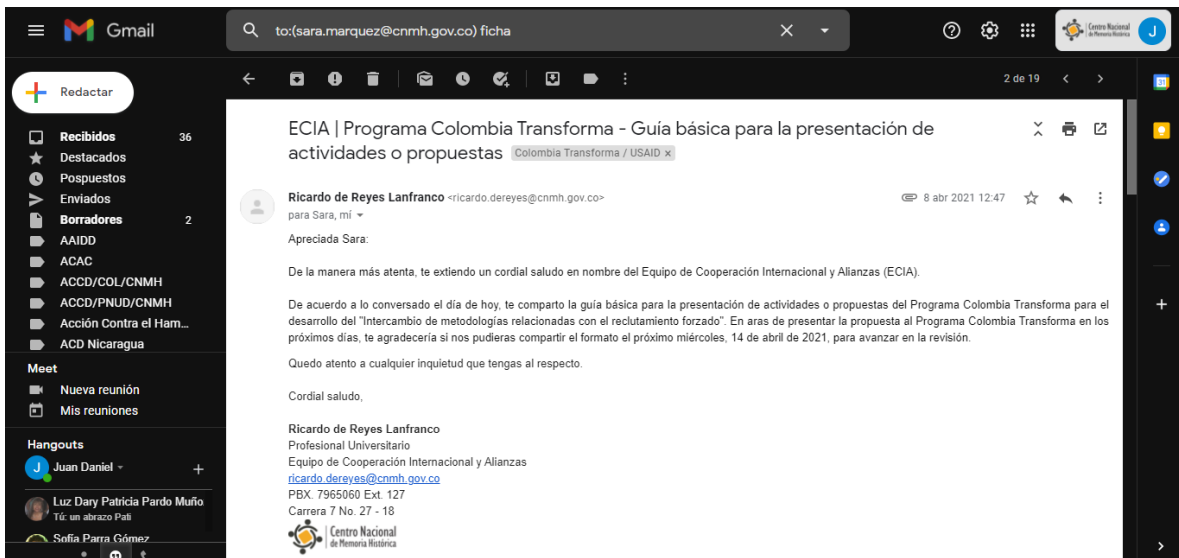 Gmail
to:(sara.marquez@cnmh.gov.co) ficha
Centro Nacional
de Memoria Histórica
J
Redactar
2 de 19
Recibidos 36
Destacados
Pospuestos
Enviados
Borradores 2
AAIDD
ACAC
ACCD/COL/CNMH
ACCD/PNUD/CNMH
Acción Contra el Ham...
ACD Nicaragua
Meet
Nueva reunión
Mis reuniones
Hangouts
J Juan Daniel
Luz Dary Patricia Pardo Muño
Tú: un abrazo Pati
Sofía Parra Gómez
ECIA | Programa Colombia Transforma - Guía básica para la presentación de
actividades o propuestas Colombia Transforma / USAID x
Ricardo de Reyes Lanfranco <ricardo.dereyes@cnmh.gov.co> 8 abr 2021 12:47
para Sara, mí
Apreciada Sara:
De la manera más atenta, te extiendo un cordial saludo en nombre del Equipo de Cooperación Internacional y Alianzas (ECIA).
De acuerdo a lo conversado el día de hoy, te comparto la guía básica para la presentación de actividades o propuestas del Programa Colombia Transforma para el
desarrollo del "Intercambio de metodologías relacionadas con el reclutamiento forzado". En aras de presentar la propuesta al Programa Colombia Transforma en los
próximos días, te agradecería si nos pudieras compartir el formato el próximo miércoles, 14 de abril de 2021, para avanzar en la revisión.
Quedo atento a cualquier inquietud que tengas al respecto.
Cordial saludo,
Ricardo de Reyes Lanfranco
Profesional Universitario
Equipo de Cooperación Internacional y Alianzas
ricardo.dereyes@cnmh.gov.co
PBX. 7965060 Ext. 127
Carrera 7 No. 27 - 18
Centro Nacional
de Memoria Histórica
31